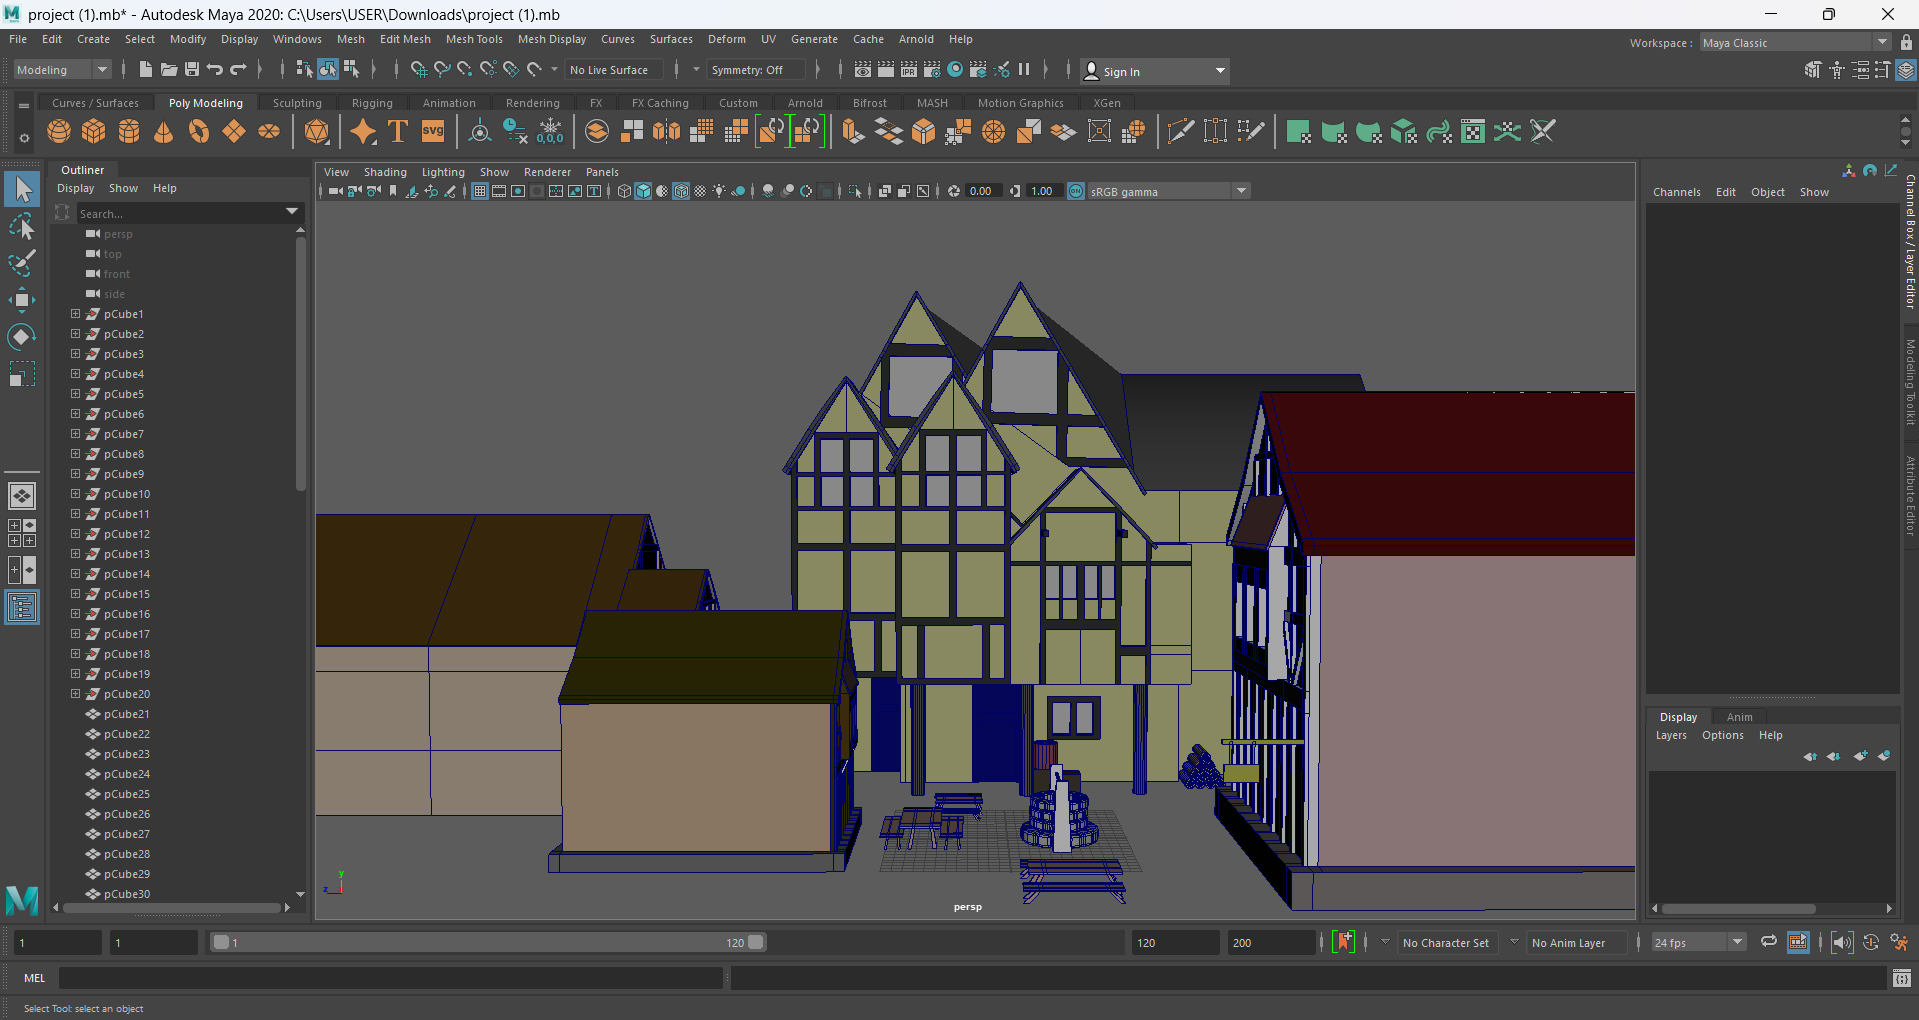 project (1).mb* - Autodesk Maya 2020: C:\Users\USER\Downloads\project (1).mb
File Edit Create Select Modify Display Windows Mesh Edit Mesh Mesh Tools Mesh Display Curves Surfaces Deform UV Generate Cache Arnold Help
Workspace : Maya Classic
Modeling No Live Surface Symmetry: Off IPR Sign In
Curves / Surfaces Poly Modeling Sculpting Rigging Animation Rendering FX FX Caching Custom Arnold Bifrost MASH Motion Graphics XGen
T SVG 0,0,0
Outliner
Display Show Help
Search...
persp
top
front
side
pCube1
pCube2
pCube3
pCube4
pCube5
pCube6
pCube7
pCube8
pCube9
pCube10
pCube11
pCube12
pCube13
pCube14
pCube15
pCube16
pCube17
pCube18
pCube19
pCube20
pCube21
pCube22
pCube23
pCube24
pCube25
pCube26
pCube27
pCube28
pCube29
pCube30
View Shading Lighting Show Renderer Panels
0.00 1.00 ON sRGB gamma
y
z
persp
Channels Edit Object Show
Channel Box / Layer Editor
Modeling Toolkit
Attribute Editor
Display Anim
Layers Options Help
1 1 1 120 120 200 No Character Set No Anim Layer 24 fps
MEL
Select Tool: select an object